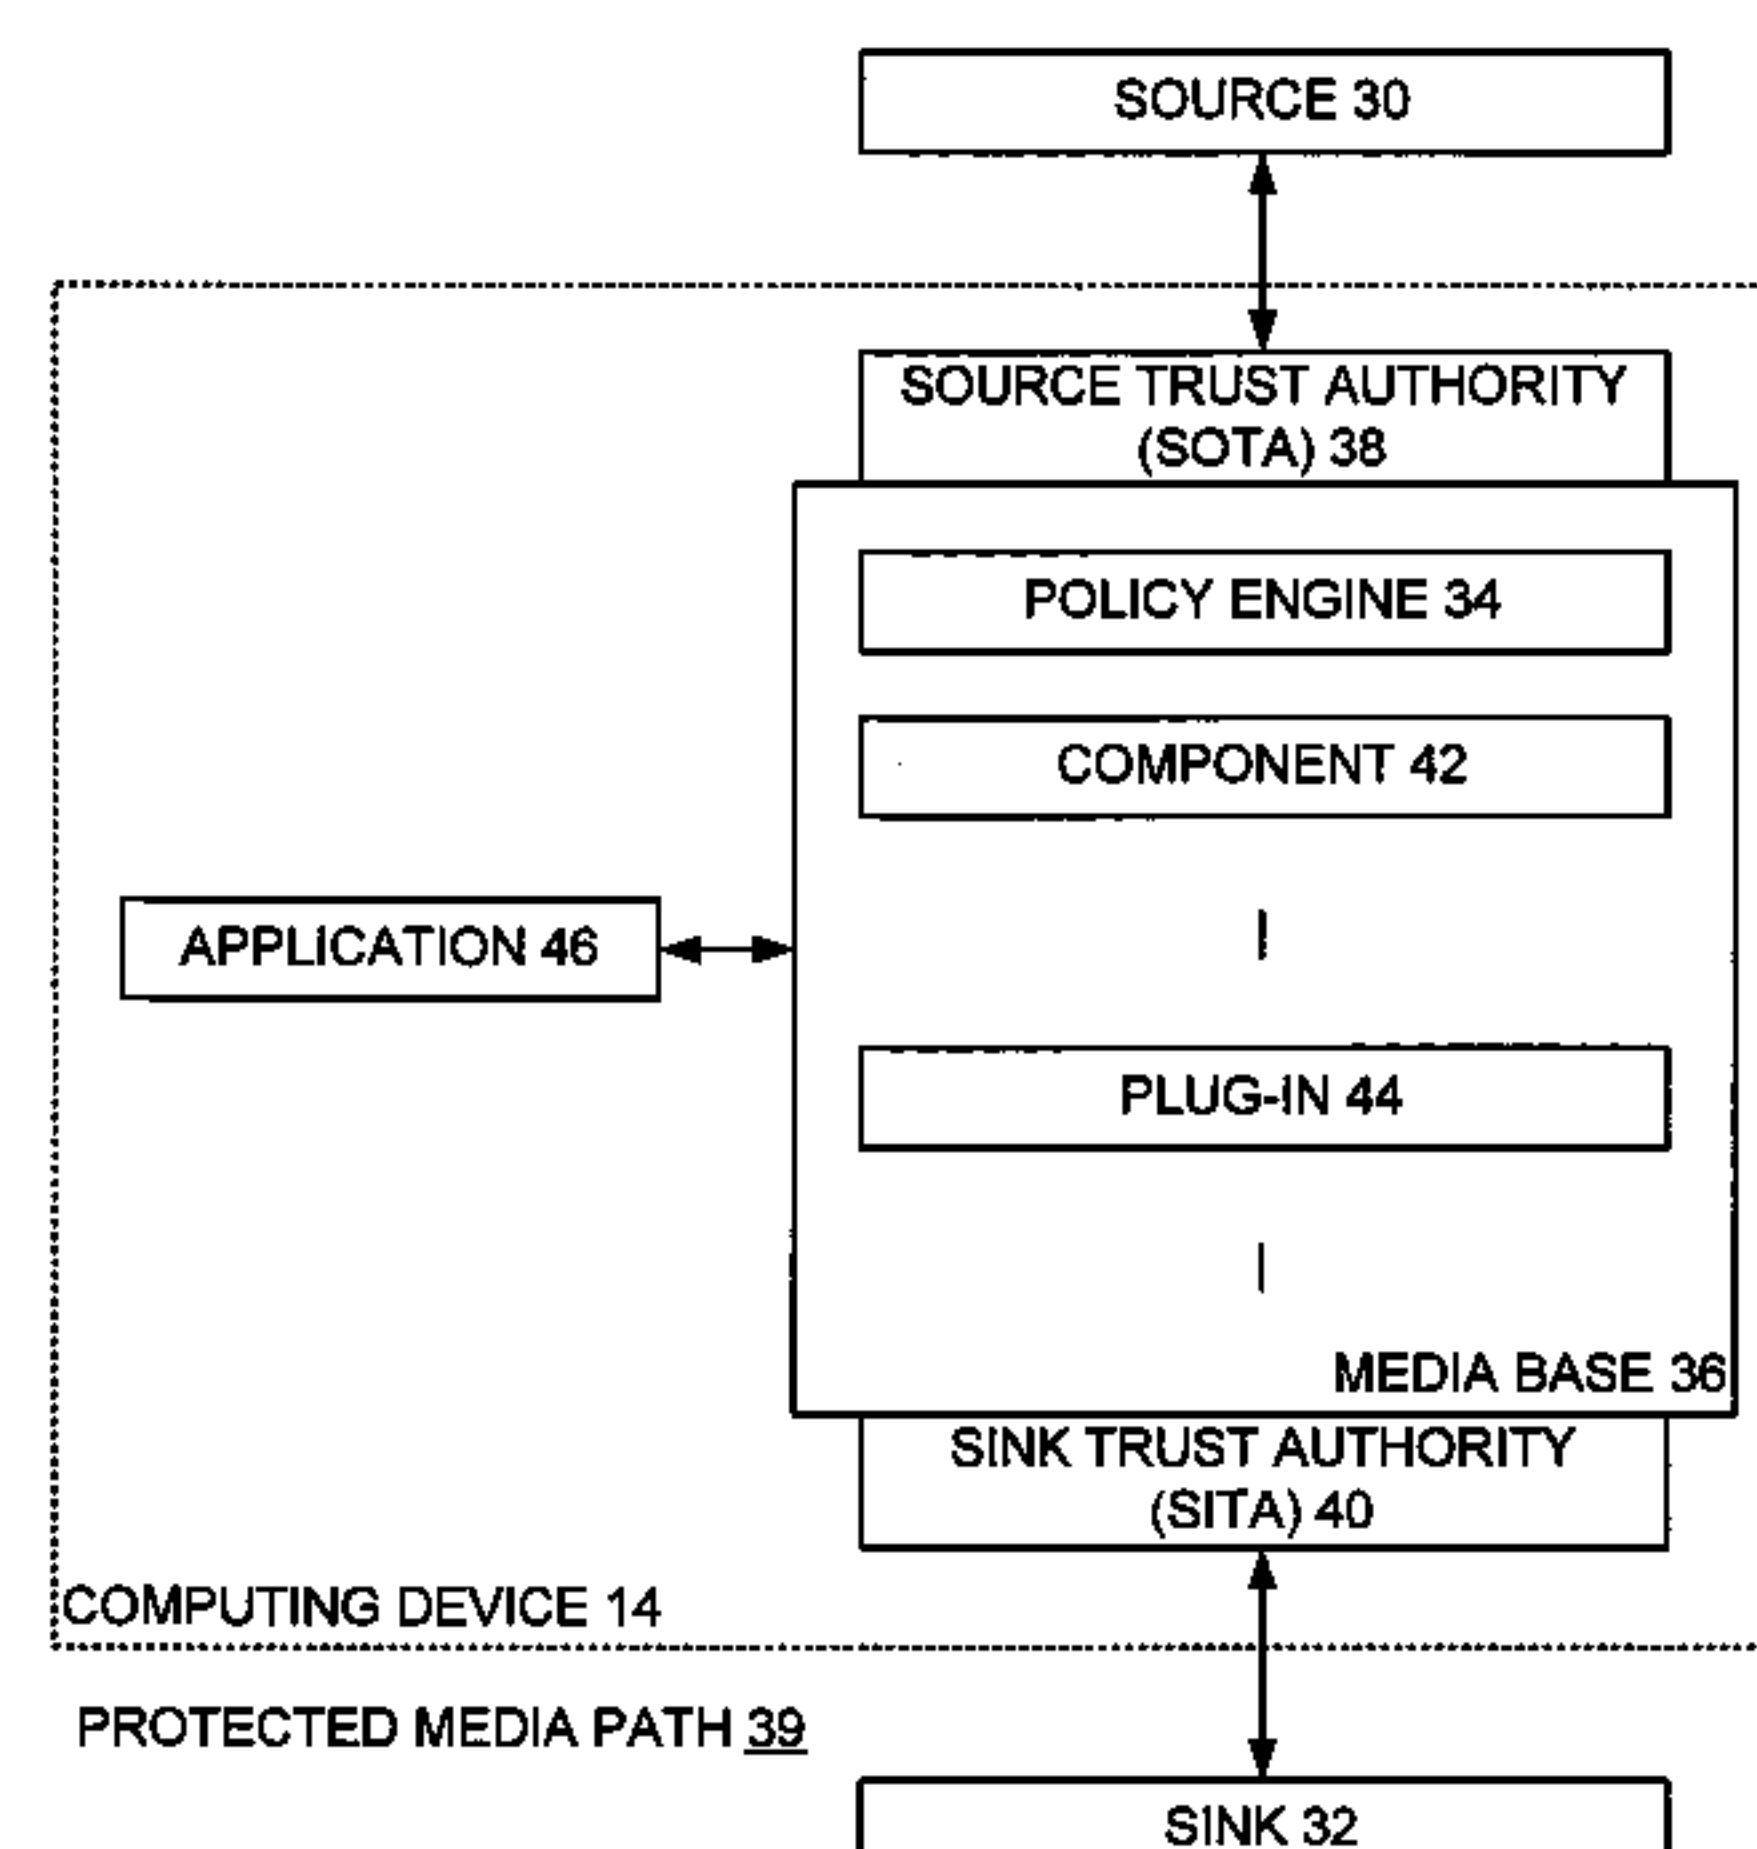 SOURCE 30
SOURCE TRUST AUTHORITY
(SOTA) 38
POLICY ENGINE 34
COMPONENT 42
APPLICATION 46
PLUG-IN 44
MEDIA BASE 36
SINK TRUST AUTHORITY
(SITA) 40
COMPUTING DEVICE 14
PROTECTED MEDIA PATH 39
SINK 32